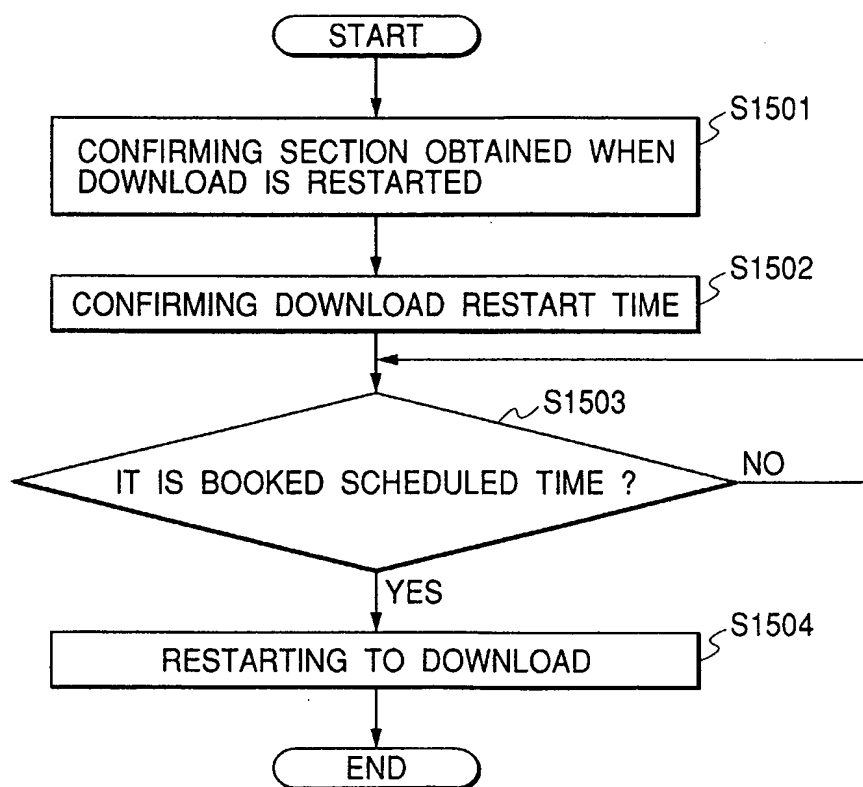 START
S1501
CONFIRMING SECTION OBTAINED WHEN
DOWNLOAD IS RESTARTED
S1502
CONFIRMING DOWNLOAD RESTART TIME
S1503
IT IS BOOKED SCHEDULED TIME ?
NO
YES
S1504
RESTARTING TO DOWNLOAD
END